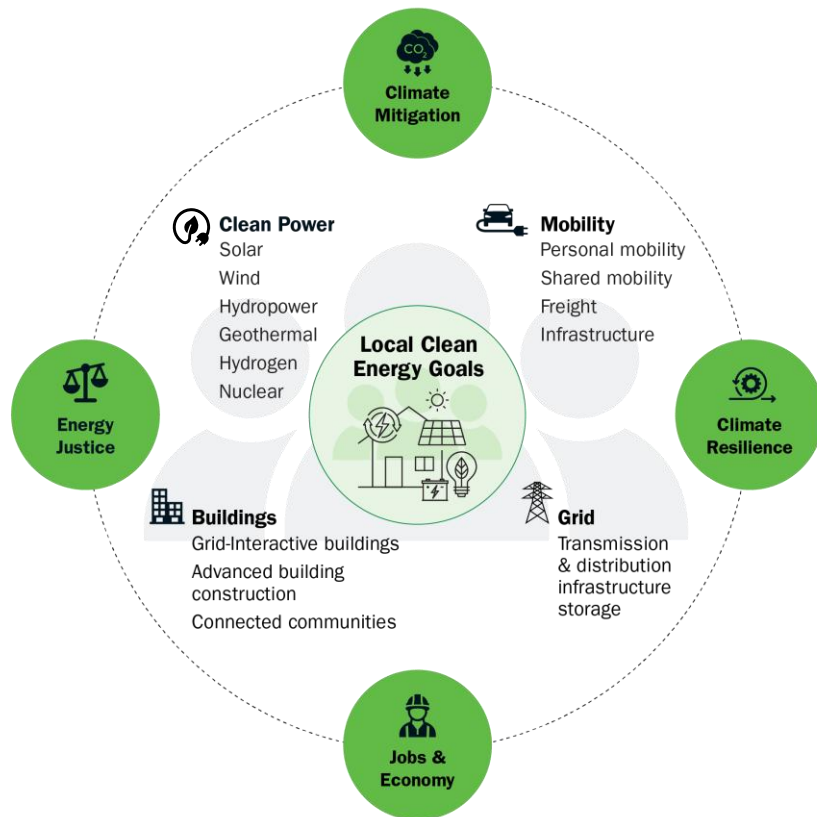 CO2
Climate
Mitigation
Clean Power
Solar
Wind
Hydropower
Geothermal
Hydrogen
Nuclear
Mobility
Personal mobility
Shared mobility
Freight
Infrastructure
Local Clean
Energy Goals
Energy
Justice
Climate
Resilience
Buildings
Grid-Interactive buildings
Advanced building
construction
Connected communities
Grid
Transmission
& distribution
infrastructure
storage
Jobs &
Economy